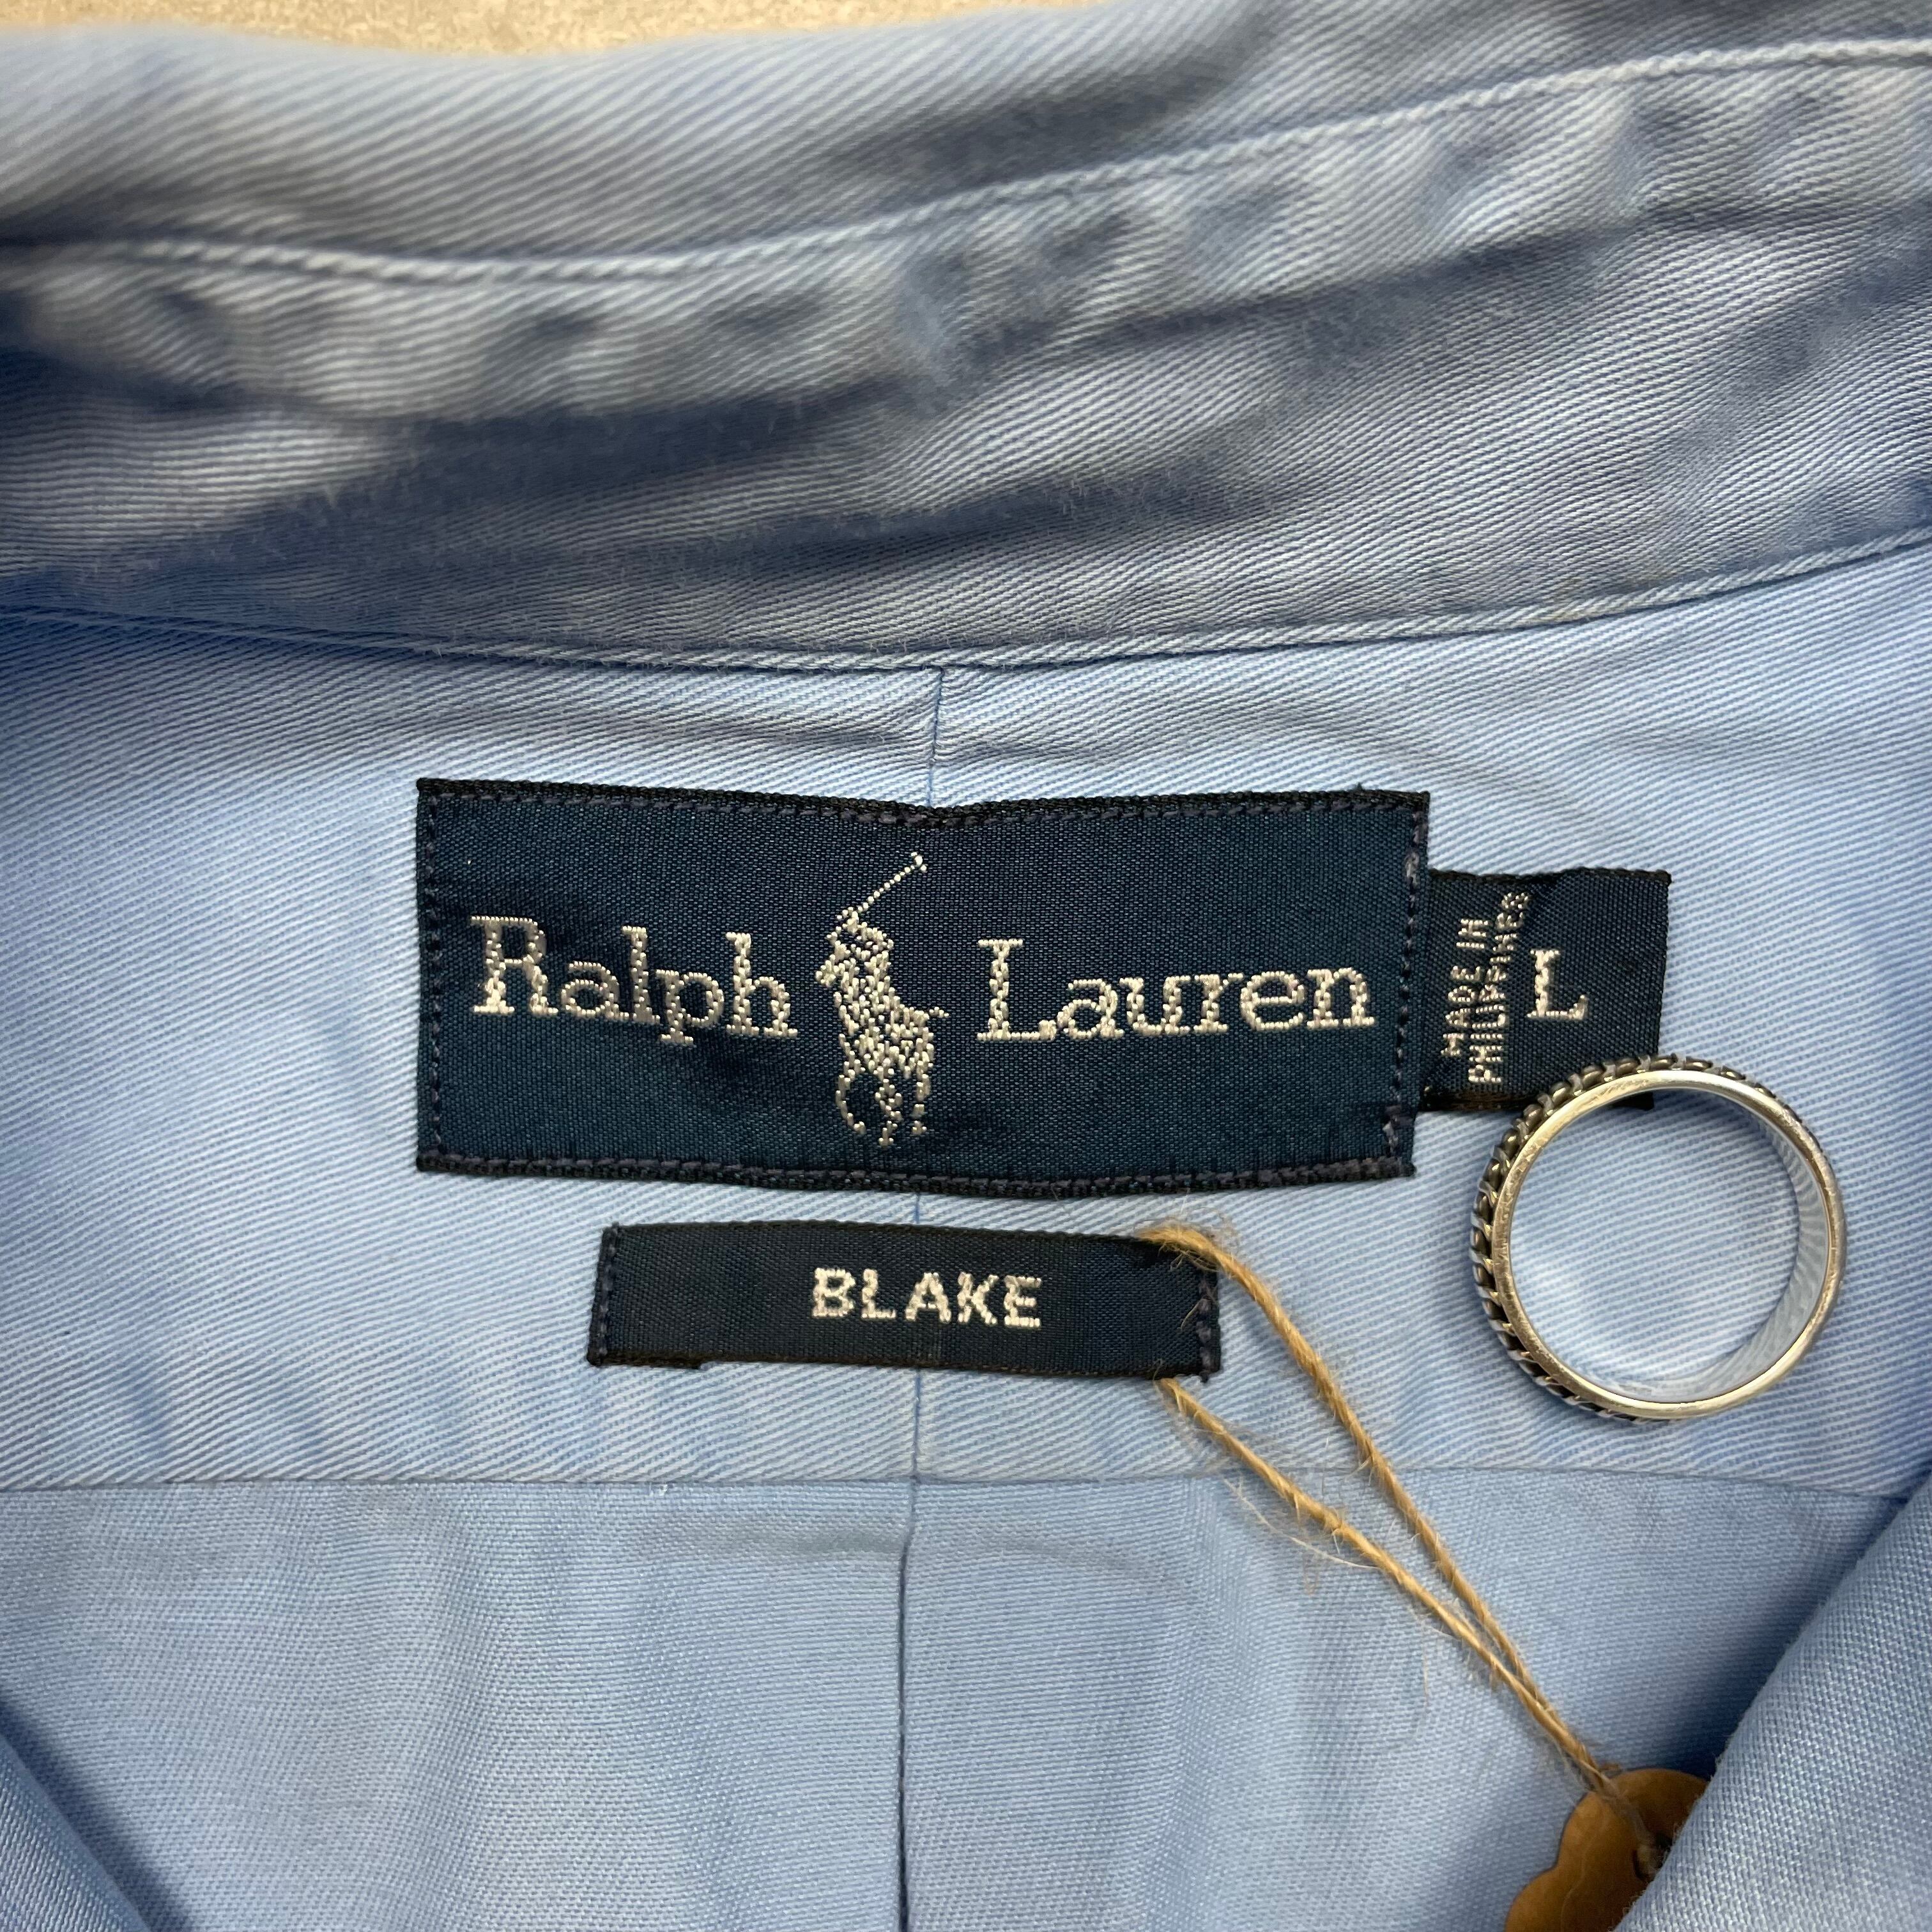 Ralph Lauren
MADE IN
PHILIPPINES
L
BLAKE